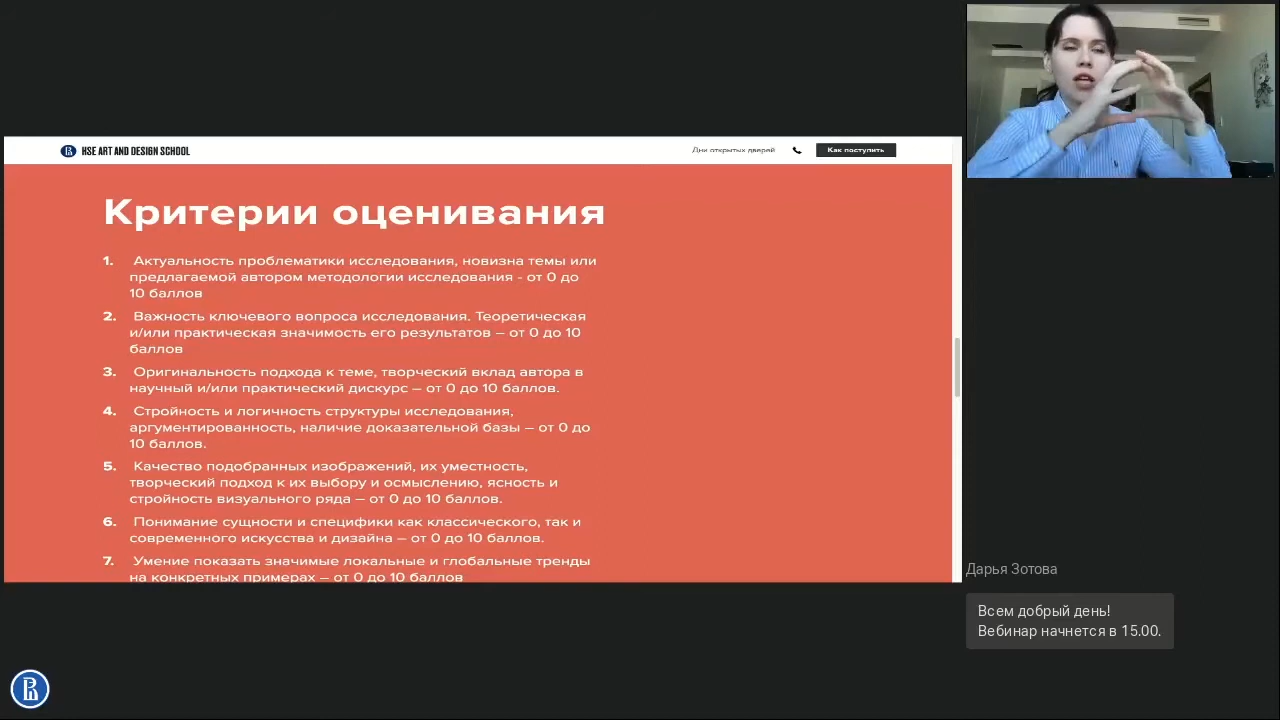 HSE ART AND DESIGN SCHOOL
Дни открытых дверей
Как поступить
Критерии оценивания
1. Актуальность проблематики исследования, новизна темы или
предлагаемой автором методологии исследования - от 0 до
10 баллов
2. Важность ключевого вопроса исследования. Теоретическая
и/или практическая значимость его результатов – от 0 до 10
баллов
3. Оригинальность подхода к теме, творческий вклад автора в
научный и/или практический дискурс – от 0 до 10 баллов.
4. Стройность и логичность структуры исследования,
аргументированность, наличие доказательной базы – от 0 до
10 баллов.
5. Качество подобранных изображений, их уместность,
творческий подход к их выбору и осмыслению, ясность и
стройность визуального ряда – от 0 до 10 баллов.
6. Понимание сущности и специфики как классического, так и
современного искусства и дизайна – от 0 до 10 баллов.
7. Умение показать значимые локальные и глобальные тренды
на конкретных примерах – от 0 до 10 баллов
Дарья Зотова
Всем добрый день!
Вебинар начнется в 15.00.